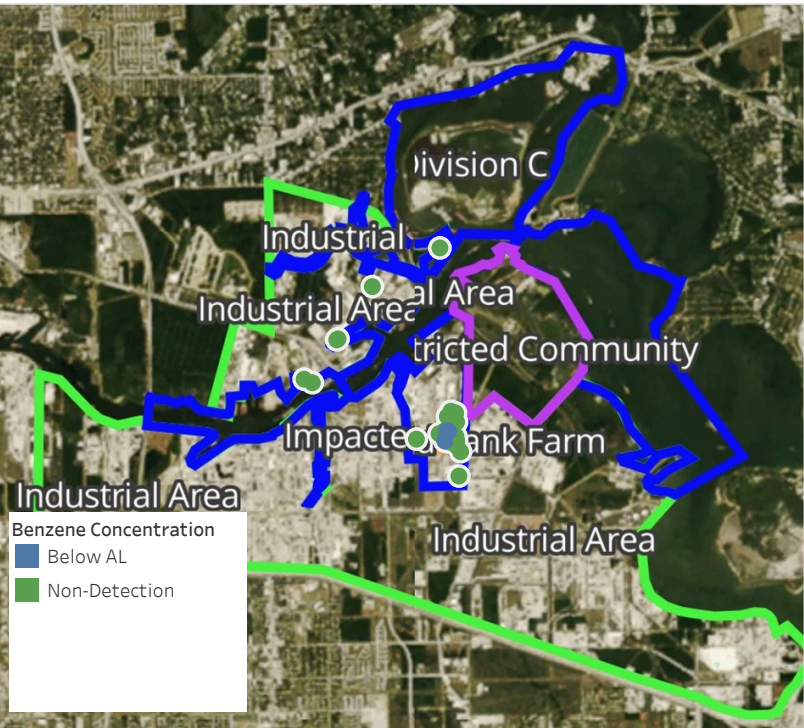 Division C
Industrial
al Area
Industrial Area
tricted Community
Impacte
ank Farm
Industrial Area
Industrial Area
Benzene Concentration
Below AL
Non-Detection